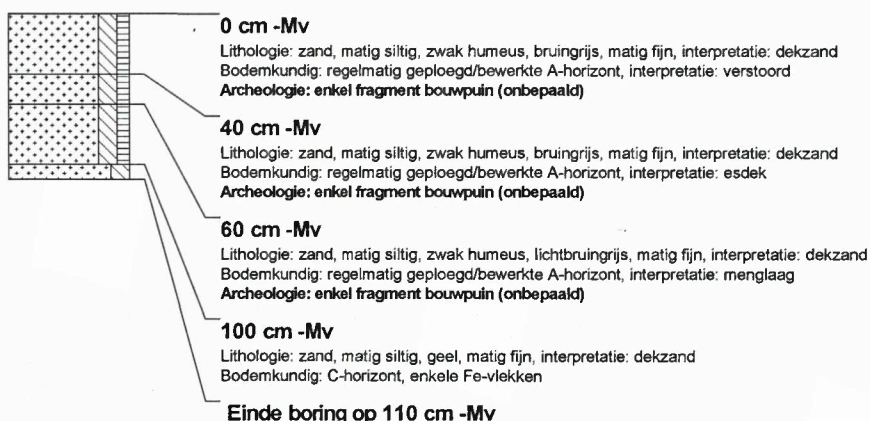 0 cm -Mv
Lithologie: zand, matig siltig, zwak humeus, bruingrijs, matig fijn, interpretatie: dekzand
Bodemkundig: regelmatig geploegd/bewerkte A-horizont, interpretatie: verstoord
Archeologie: enkel fragment bouwpuin (onbepaald)
40 cm -Mv
Lithologie: zand, matig siltig, zwak humeus, bruingrijs, matig fijn, interpretatie: dekzand
Bodemkundig: regelmatig geploegd/bewerkte A-horizont, interpretatie: esdek
Archeologie: enkel fragment bouwpuin (onbepaald)
60 cm -Mv
Lithologie: zand, matig siltig, zwak humeus, lichtbruingrijs, matig fijn, interpretatie: dekzand
Bodemkundig: regelmatig geploegd/bewerkte A-horizont, interpretatie: menglaag
Archeologie: enkel fragment bouwpuin (onbepaald)
100 cm -Mv
Lithologie: zand, matig siltig, geel, matig fijn, interpretatie: dekzand
Bodemkundig: C-horizont, enkele Fe-vlekken
Einde boring op 110 cm -Mv